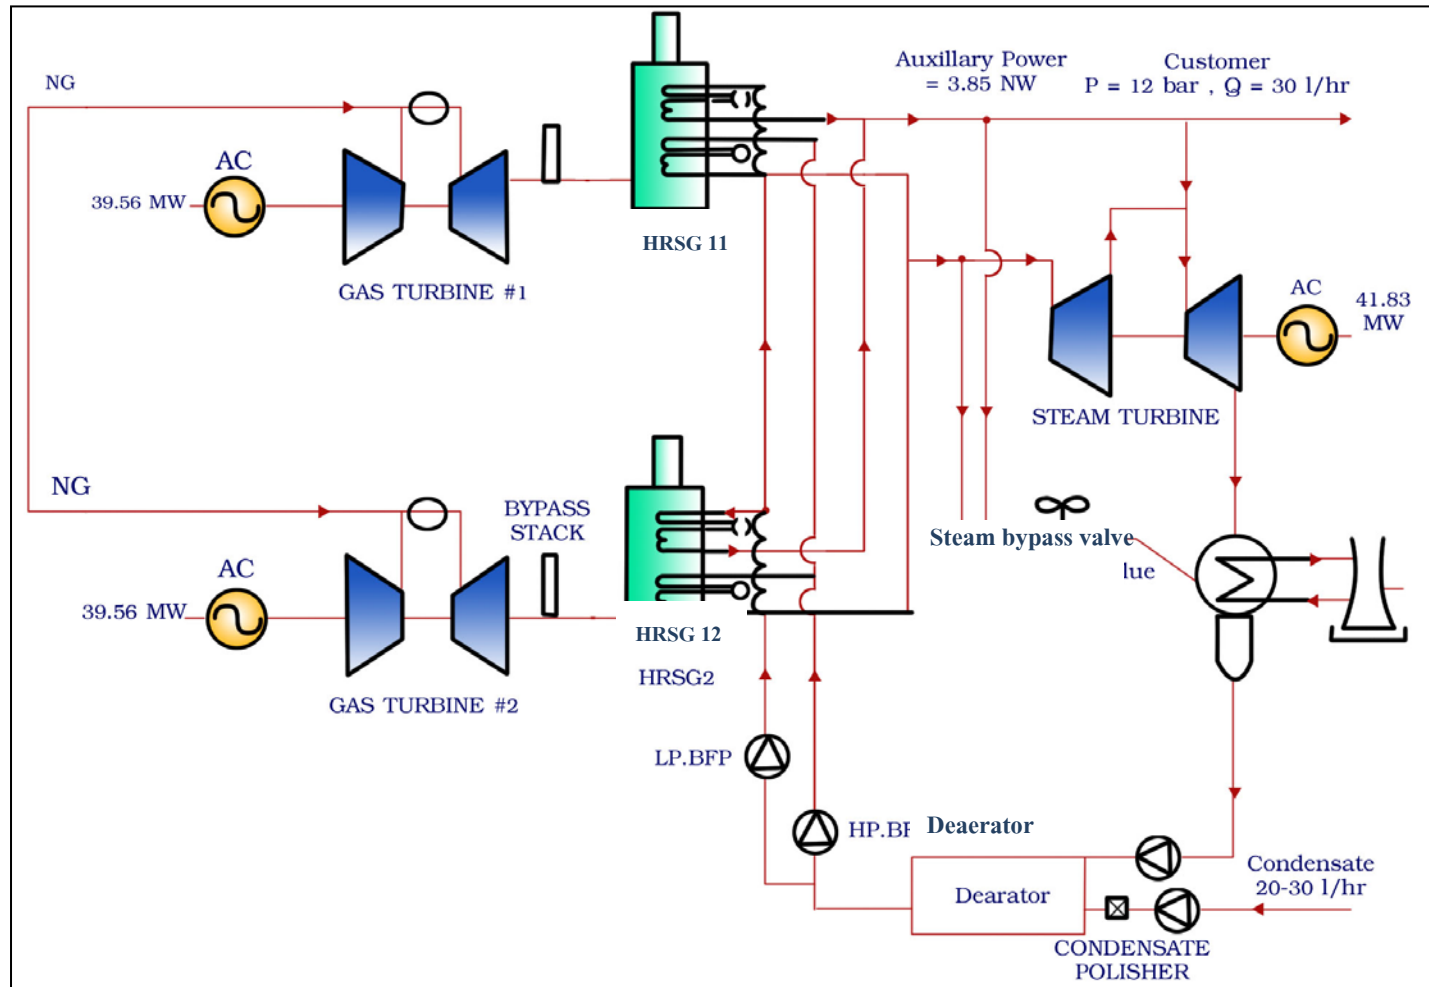 Auxillary Power
= 3.85 NW
Customer
P = 12 bar , Q = 30 l/hr
NG
AC
39.56 MW
GAS TURBINE #1
HRSG 11
AC
41.83
MW
STEAM TURBINE
NG
BYPASS
STACK
Steam bypass valve
lue
AC
39.56 MW
GAS TURBINE #2
HRSG 12
HRSG2
LP.BFP
HP.BF
Deaerator
Dearator
Condensate
20-30 l/hr
CONDENSATE
POLISHER